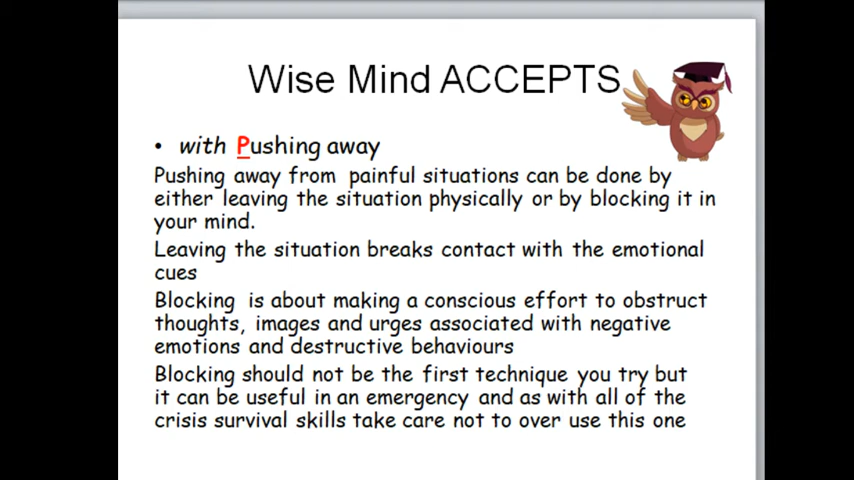 Wise Mind ACCEPTS
• with Pushing away
Pushing away from painful situations can be done by
either leaving the situation physically or by blocking it in
your mind.
Leaving the situation breaks contact with the emotional
cues
Blocking is about making a conscious effort to obstruct
thoughts, images and urges associated with negative
emotions and destructive behaviours
Blocking should not be the first technique you try but
it can be useful in an emergency and as with all of the
crisis survival skills take care not to over use this one